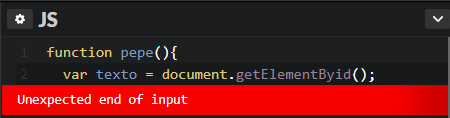 JS
1 function pepe(){
2 var texto = document.getElementByid();
Unexpected end of input